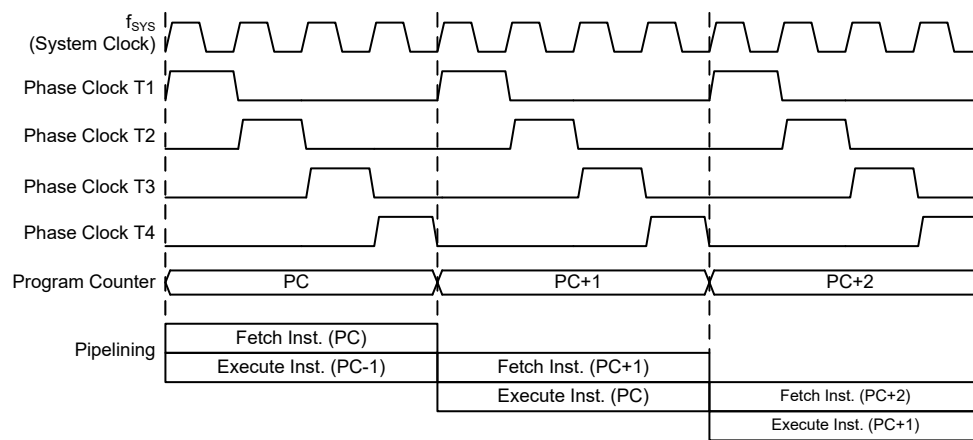 fSYS
(System Clock)
Phase Clock T1
Phase Clock T2
Phase Clock T3
Phase Clock T4
Program Counter PC PC+1 PC+2
Pipelining
Fetch Inst. (PC)
Execute Inst. (PC-1) Fetch Inst. (PC+1)
Execute Inst. (PC) Fetch Inst. (PC+2)
Execute Inst. (PC+1)